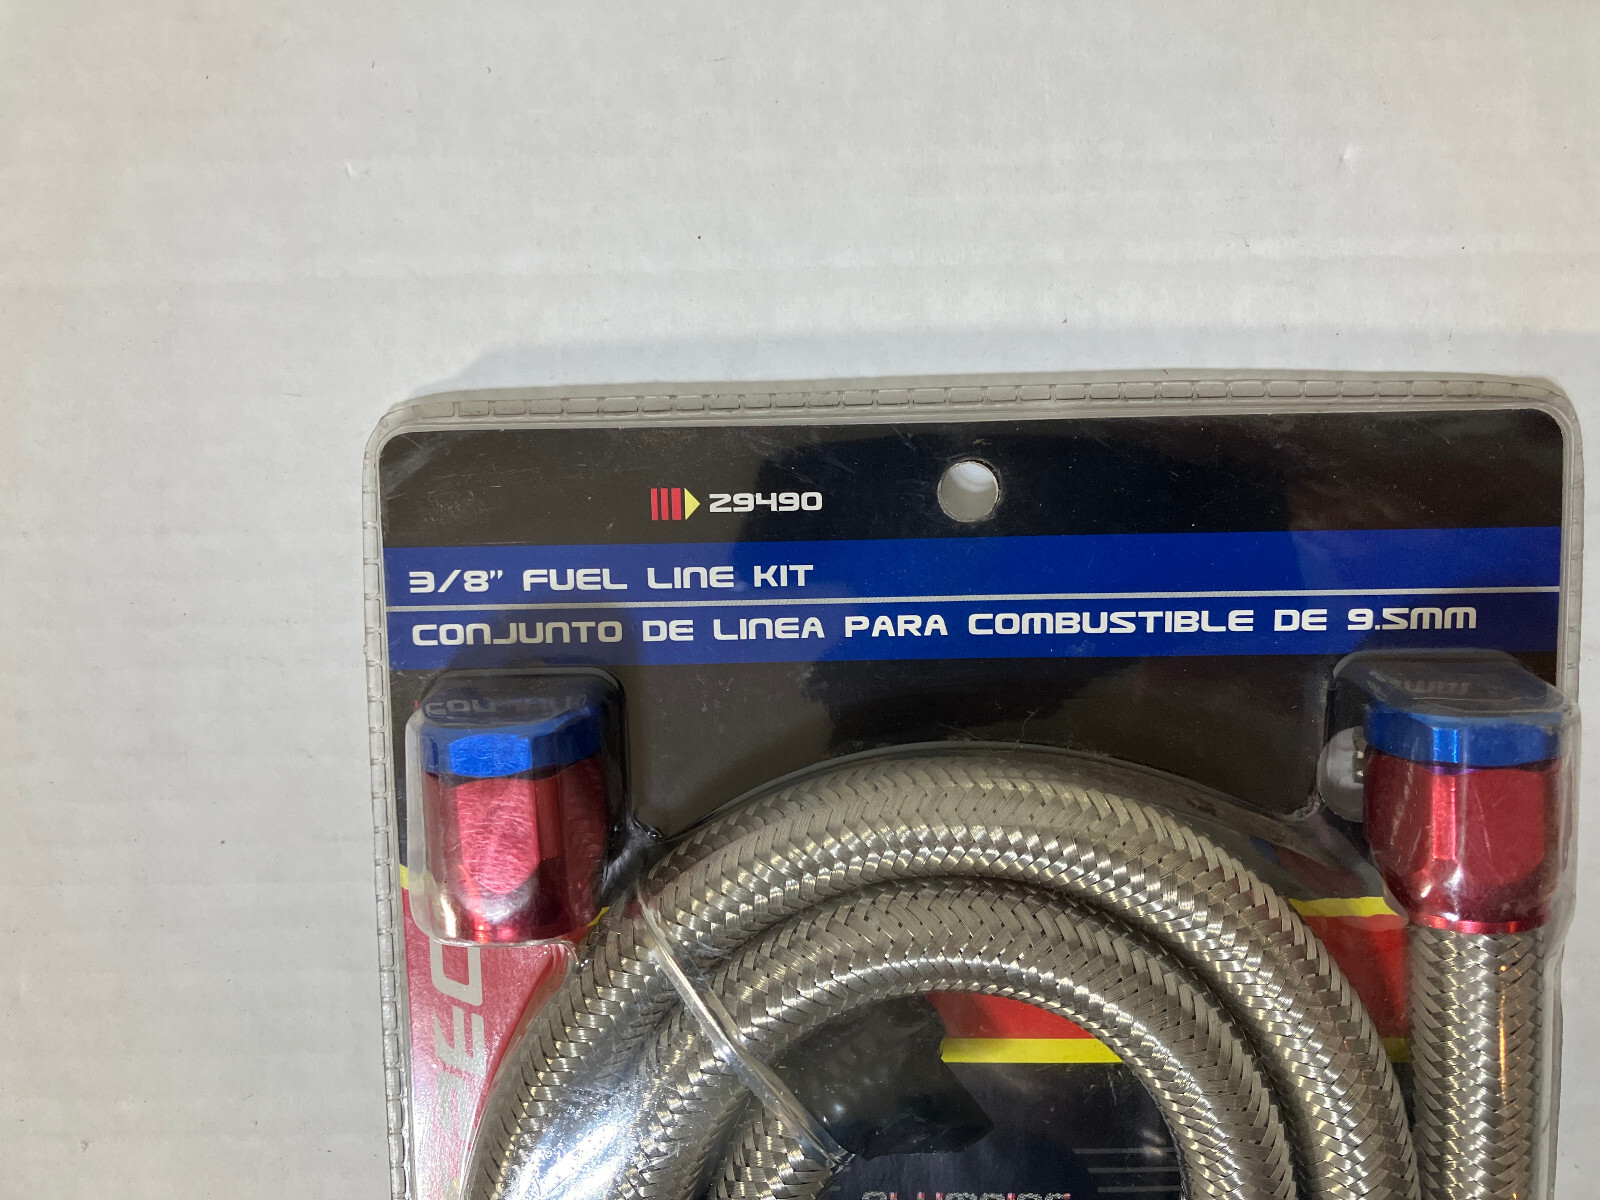 29490
3/8" FUEL LINE KIT
CONJUNTO DE LINEA PARA COMBUSTIBLE DE 9.5MM